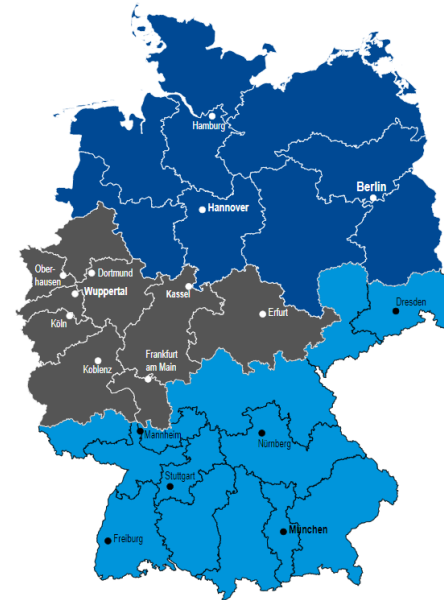 Hamburg
Berlin
Hannover
Ober-
hausen
Dortmund
Wuppertal
Kassel
Köln
Erfurt
Dresden
Koblenz
Frankfurt
am Main
Mannheim
Nürnberg
Stuttgart
Freiburg
München